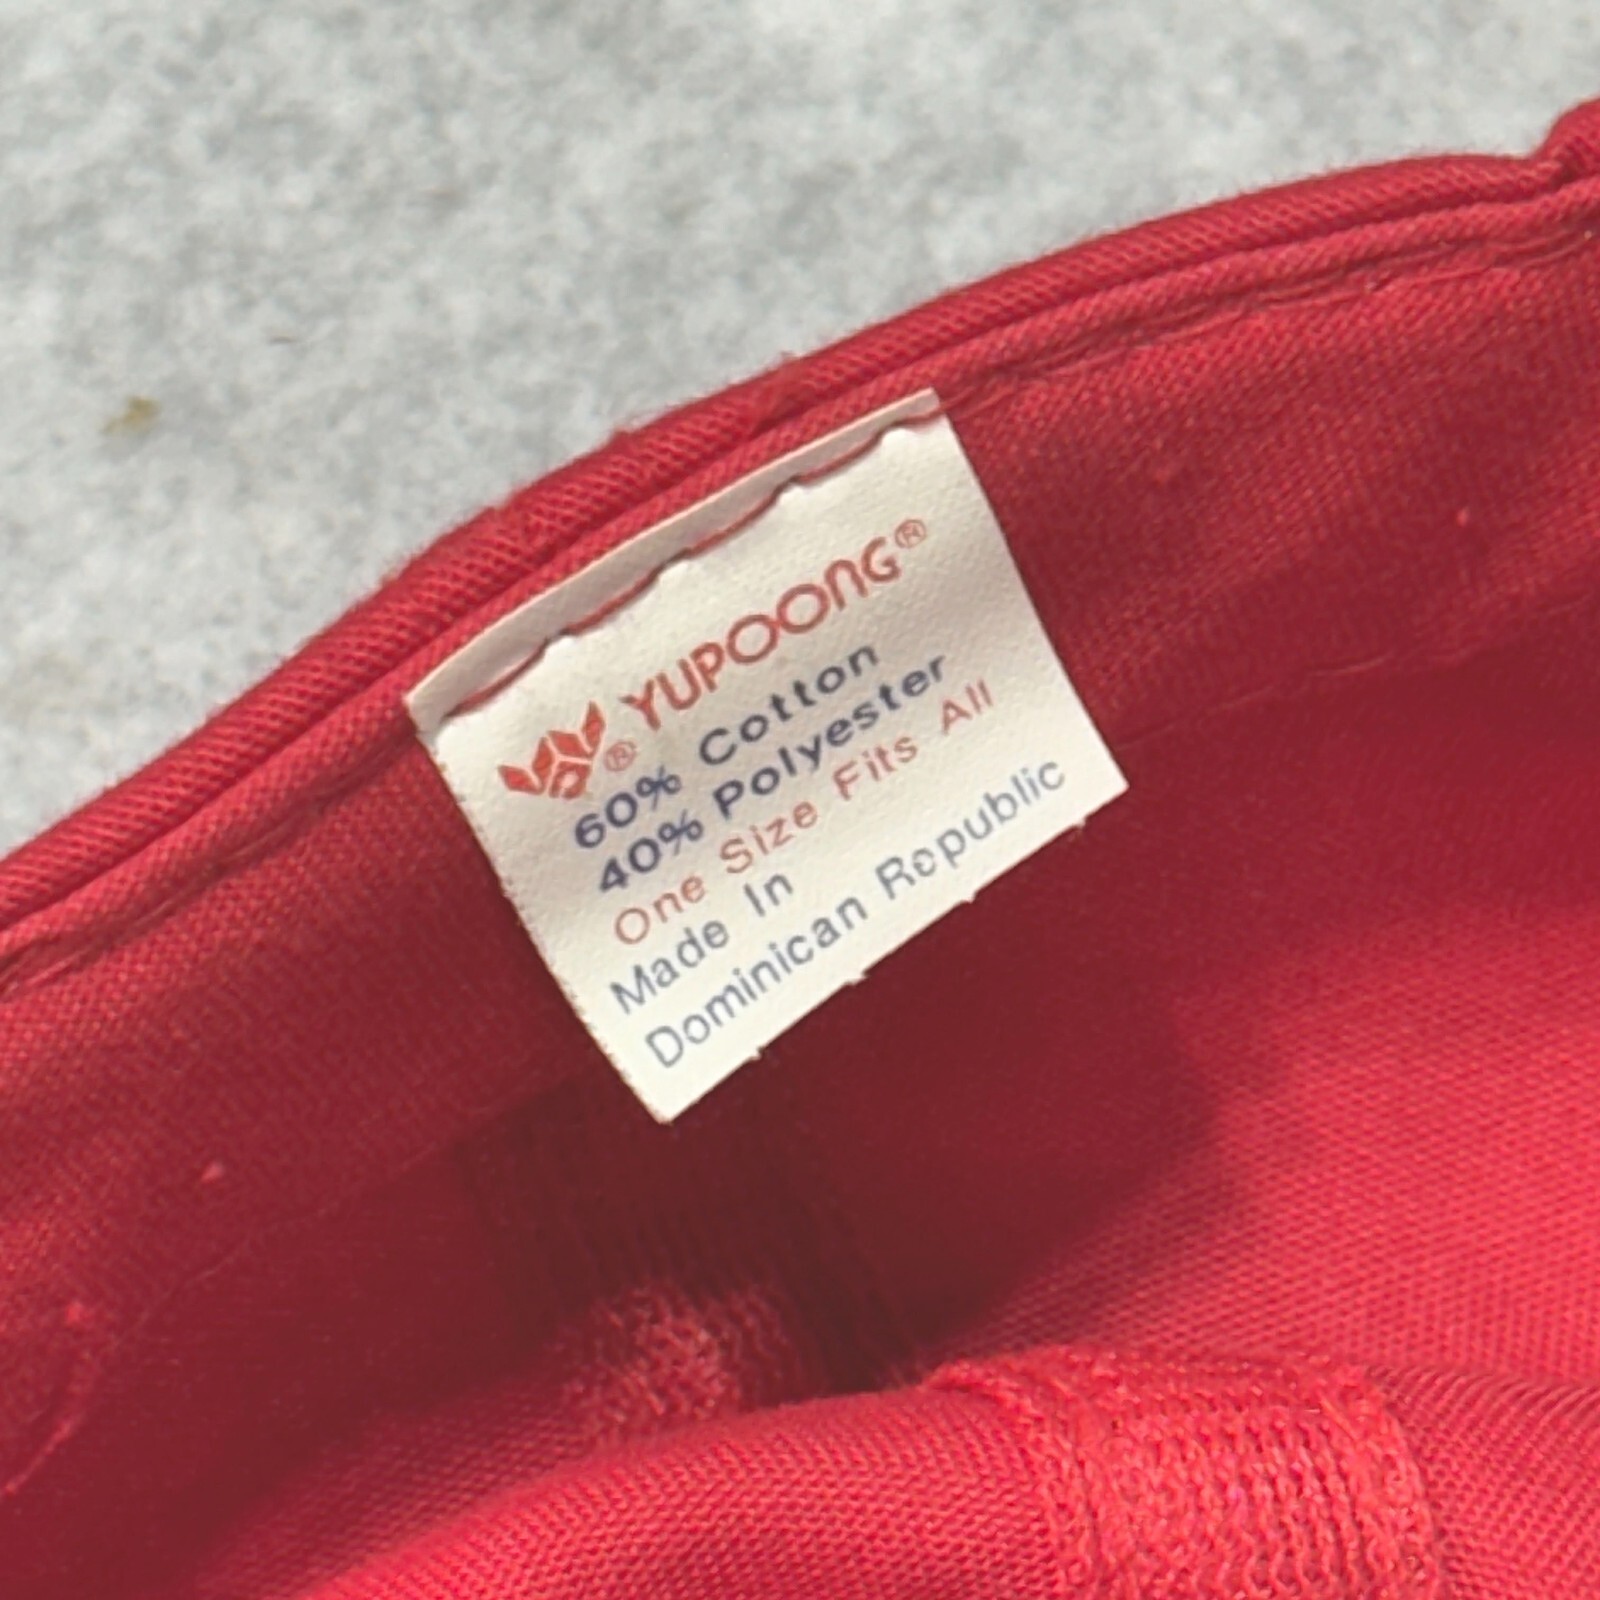 ® YUPOONG®
60% Cotton
40% Polyester
One Size Fits All
Made In
Dominican Republic